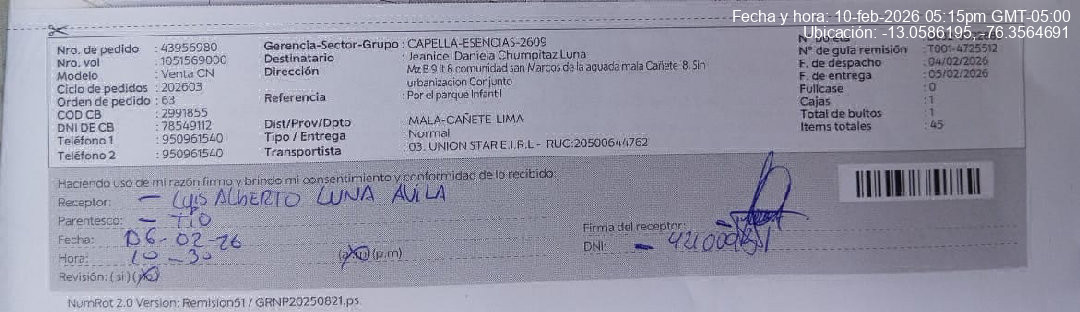 Fecha y hora: 10-feb-2026 05:15pm GMT-05:00
Ubicación: -13.0586195, -76.3564691
Nro. de pedido : 43955980
Nro. vol : 1051569000
Modelo : Venta CN
Ciclo de pedidos : 202603
Orden de pedido : 63
COD CB : 2991855
DNI DE CB : 78549112
Teléfono 1 : 950961540
Teléfono 2 : 950961540
Gerencia-Sector-Grupo : CAPELLA-ESENCIAS-2609
Destinatario : Jeanice Dariela Chumpitaz Luna
Dirección : Mz B 9 lt 6 comunidad san Marcos de la aguada mala Cañete 8. Sin
urbanizacion Conjunto
Referencia : Por el parque Infantil
Dist/Prov/Dpto : MALA-CAÑETE LIMA
Tipo / Entrega : Normal
Transportista : 03. UNION STAR E.I.R.L - RUC:20500644762
N° de guía remisión : T001-4725512
F. de despacho : 04/02/2026
F. de entrega : 05/02/2026
Fullcase : 0
Cajas : 1
Total de bultos : 1
Items totales : 45
Haciendo uso de mi razón firmo y brindo mi consentimiento y conformidad de lo recibido:
Receptor: - LUIS ALBERTO LUNA AVILA
Parentesco: - TIO
Fecha: 06-02-26
Hora: 10-30 (p.m)
Revisión: (si)
Firma del receptor:
DNI: -
NumRot 2.0 Version: Remision51 / GRNP20250821.ps.